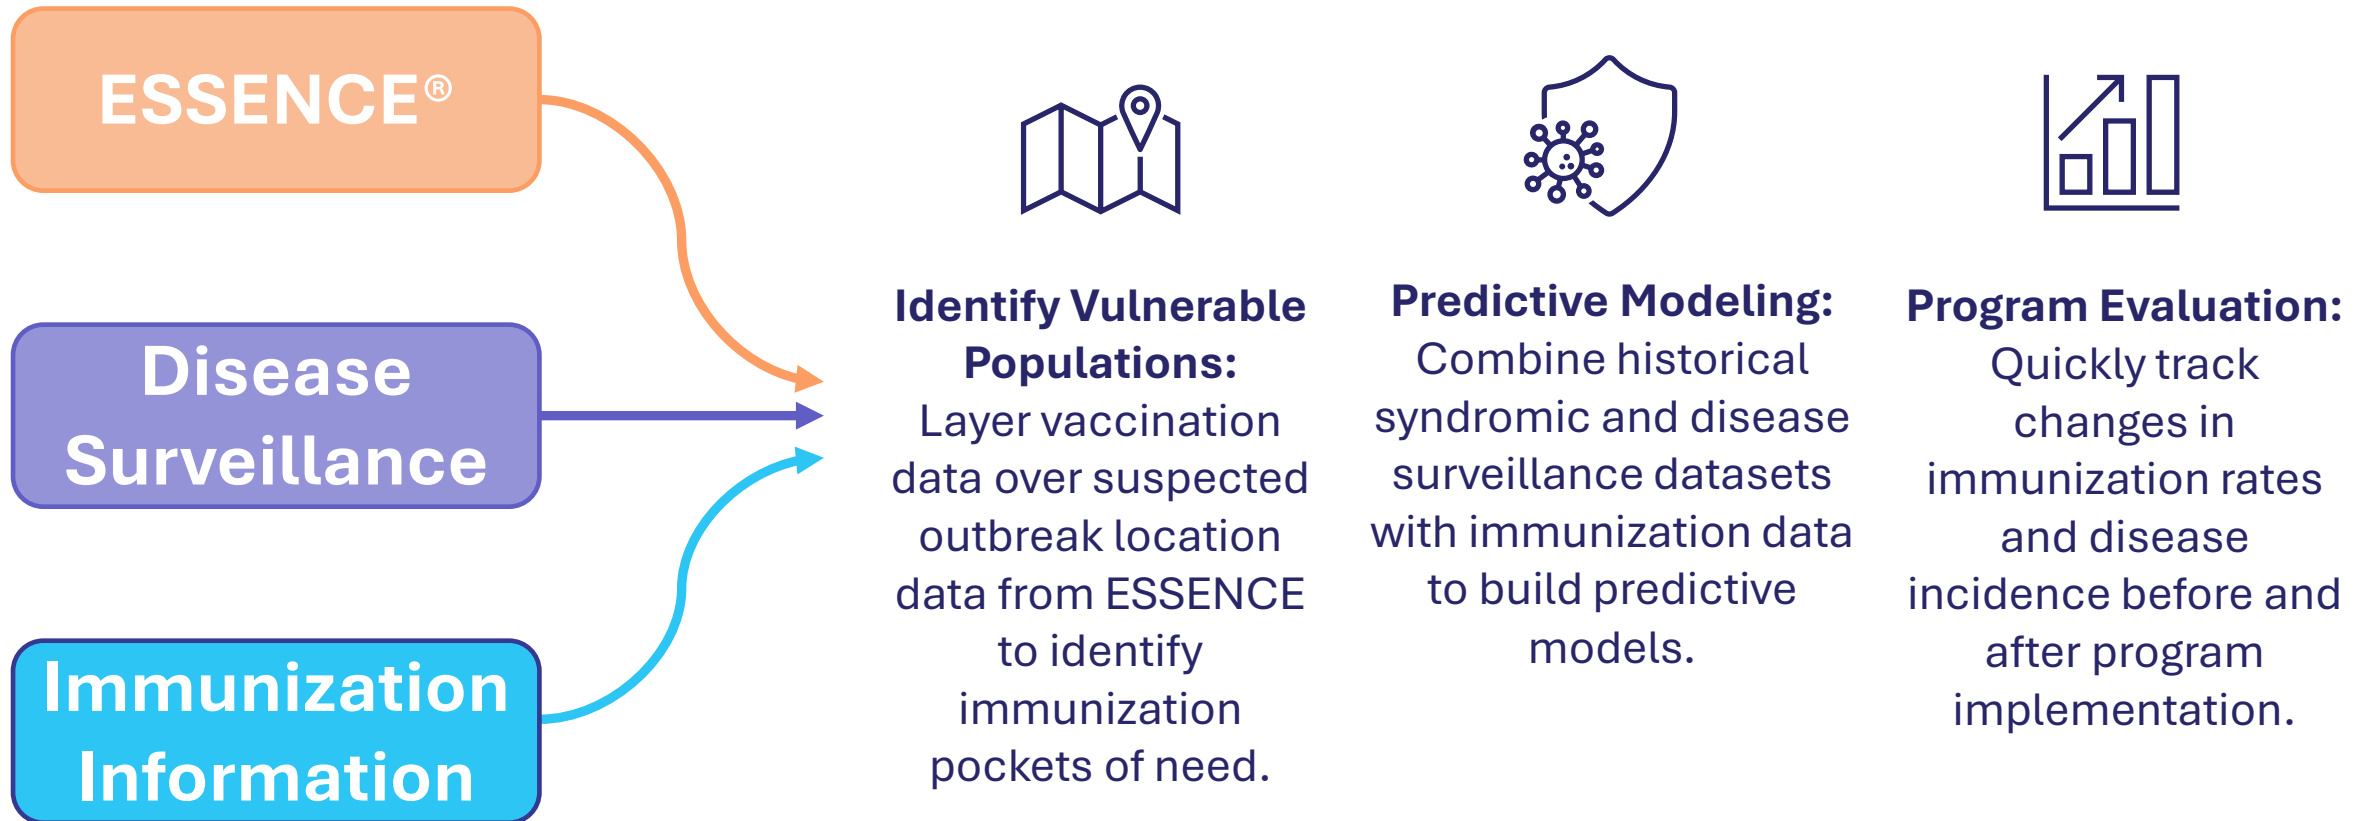 ESSENCE®
Disease
Surveillance
Immunization
Information
Identify Vulnerable
Populations:
Layer vaccination
data over suspected
outbreak location
data from ESSENCE
to identify
immunization
pockets of need.
Predictive Modeling:
Combine historical
syndromic and disease
surveillance datasets
with immunization data
to build predictive
models.
Program Evaluation:
Quickly track
changes in
immunization rates
and disease
incidence before and
after program
implementation.